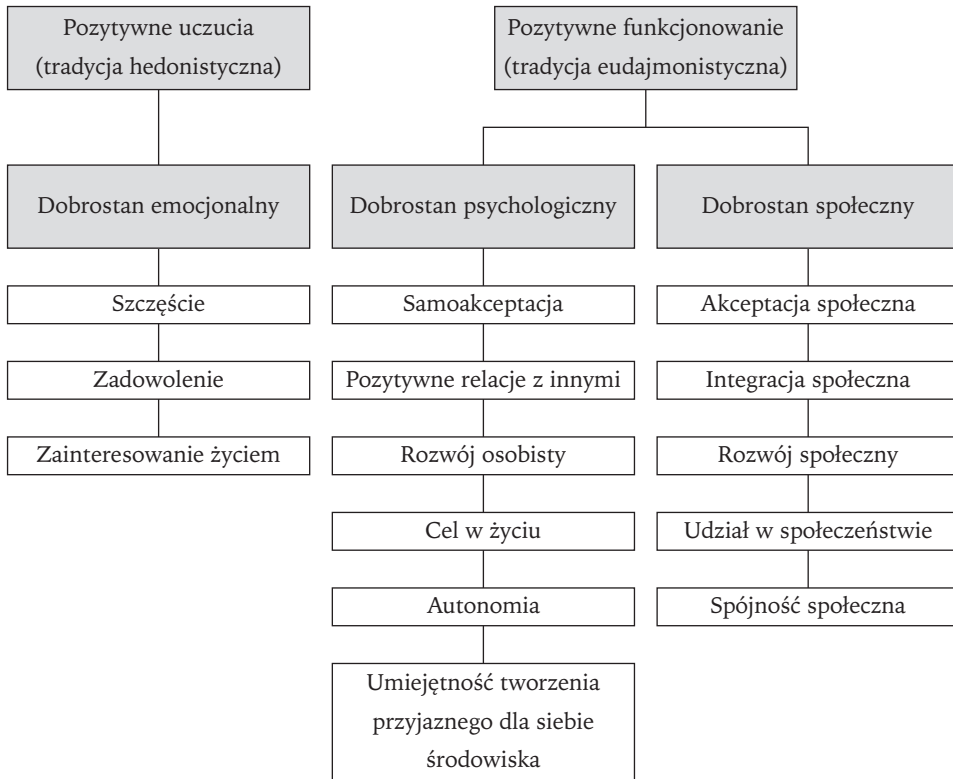 Pozytywne uczucia
(tradycja hedonistyczna)
Pozytywne funkcjonowanie
(tradycja eudajmonistyczna)
Dobrostan emocjonalny
Dobrostan psychologiczny
Dobrostan społeczny
Szczęście
Samoakceptacja
Akceptacja społeczna
Zadowolenie
Pozytywne relacje z innymi
Integracja społeczna
Zainteresowanie życiem
Rozwój osobisty
Rozwój społeczny
Cel w życiu
Udział w społeczeństwie
Autonomia
Spójność społeczna
Umiejętność tworzenia
przyjaznego dla siebie
środowiska